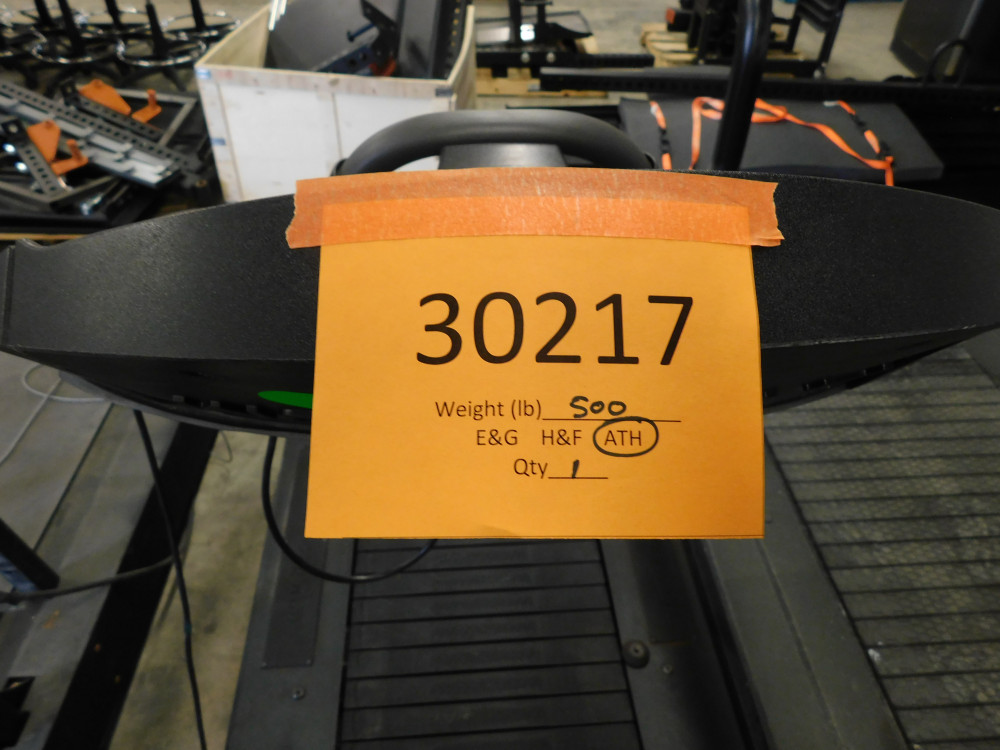 30217
Weight (lb) 500
E&G H&F ATH
Qty 1